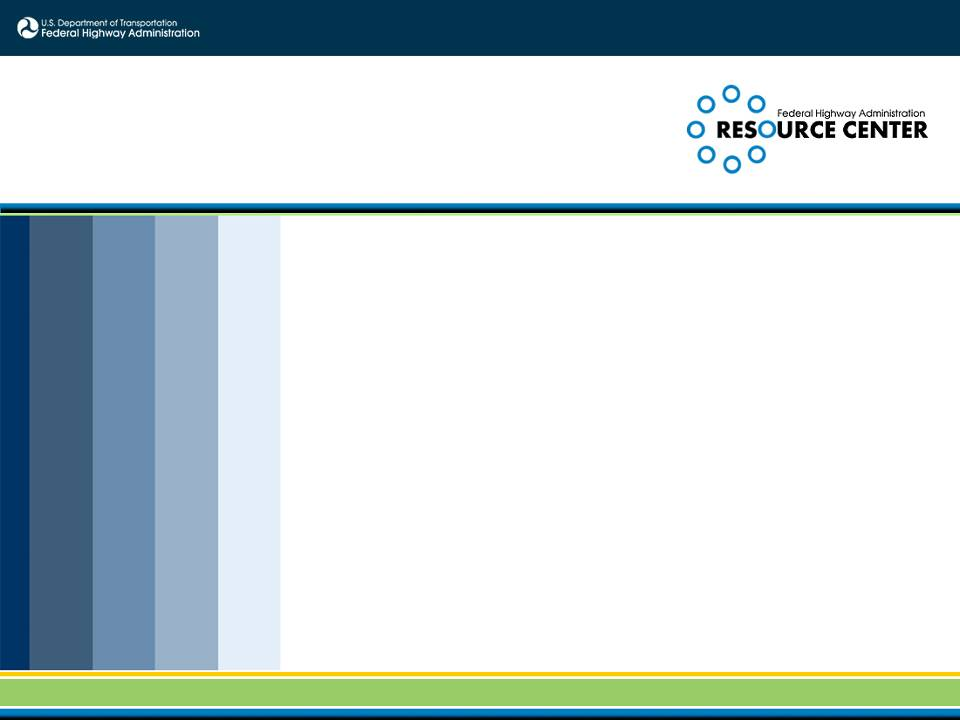 U.S. Department of Transportation
Federal Highway Administration
Federal Highway Administration
RESOURCE CENTER